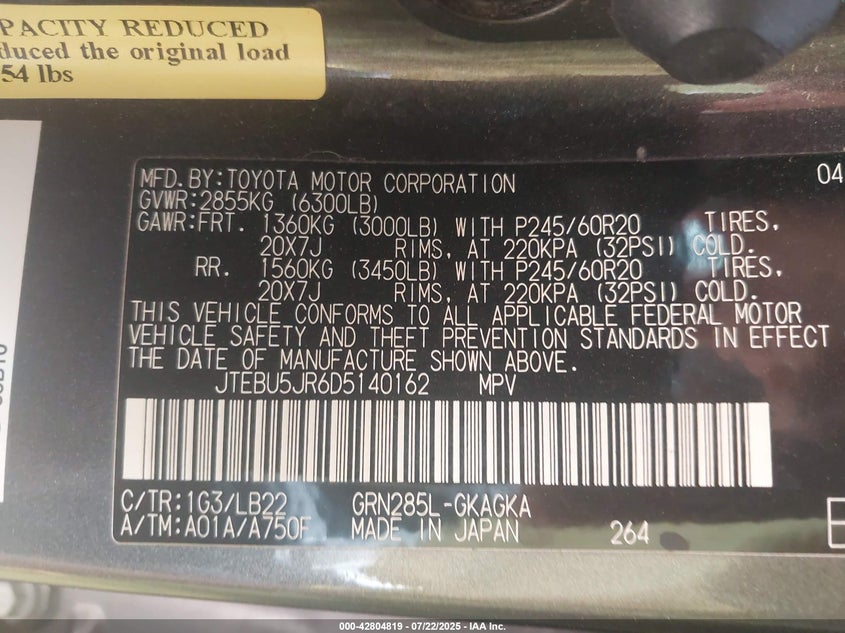 PACITY REDUCED
duced the original load
54 lbs
MFD. BY: TOYOTA MOTOR CORPORATION 04
GVWR: 2855KG (6300LB)
GAWR: FRT. 1360KG (3000LB) WITH P245/60R20 TIRES,
20X7J RIMS, AT 220KPA (32PSI) COLD.
RR. 1560KG (3450LB) WITH P245/60R20 TIRES,
20X7J RIMS, AT 220KPA (32PSI) COLD.
THIS VEHICLE CONFORMS TO ALL APPLICABLE FEDERAL MOTOR
VEHICLE SAFETY AND THEFT PREVENTION STANDARDS IN EFFECT
THE DATE OF MANUFACTURE SHOWN ABOVE.
JTEBU5JR6D5140162 MPV
C/TR: 1G3/LB22 GRN285L-GKAGKA
A/TM: A01A/A750F MADE IN JAPAN 264
000-42804819 - 07/22/2025 - IAA Inc.